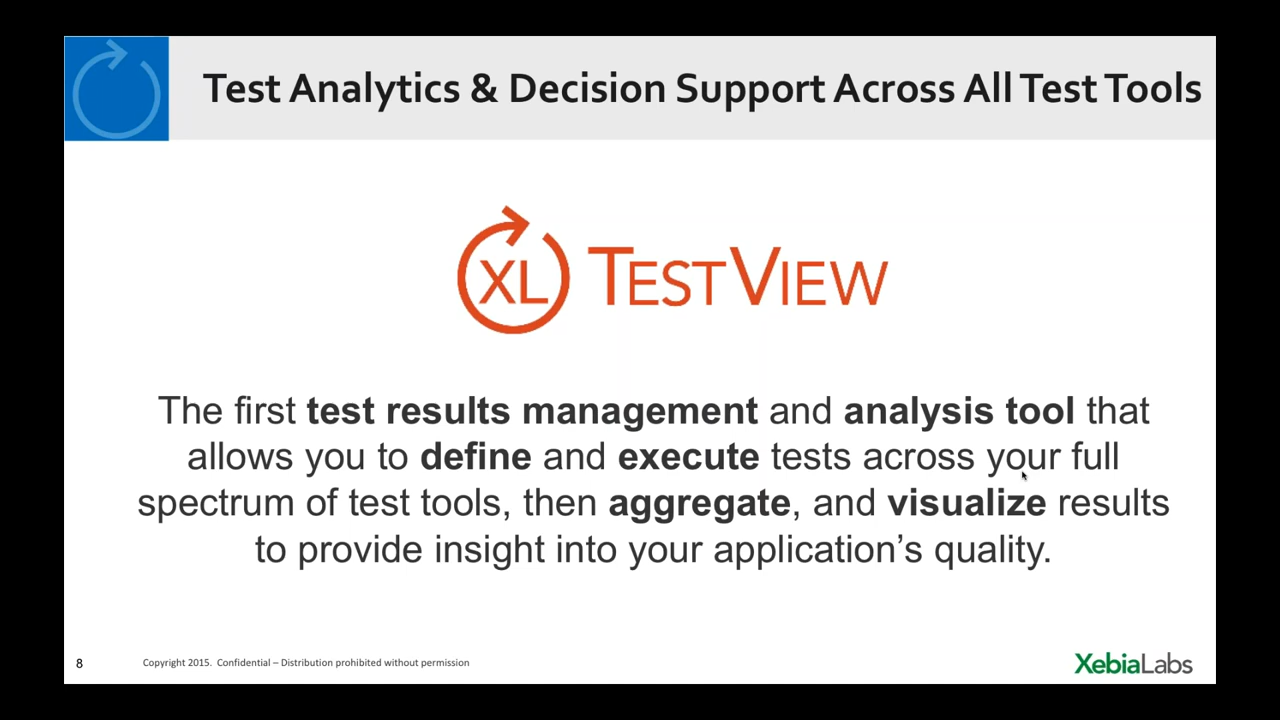 Test Analytics & Decision Support Across All Test Tools
XL TESTVIEW
The first test results management and analysis tool that
allows you to define and execute tests across your full
spectrum of test tools, then aggregate, and visualize results
to provide insight into your application’s quality.
8
Copyright 2015. Confidential – Distribution prohibited without permission
XebiaLabs